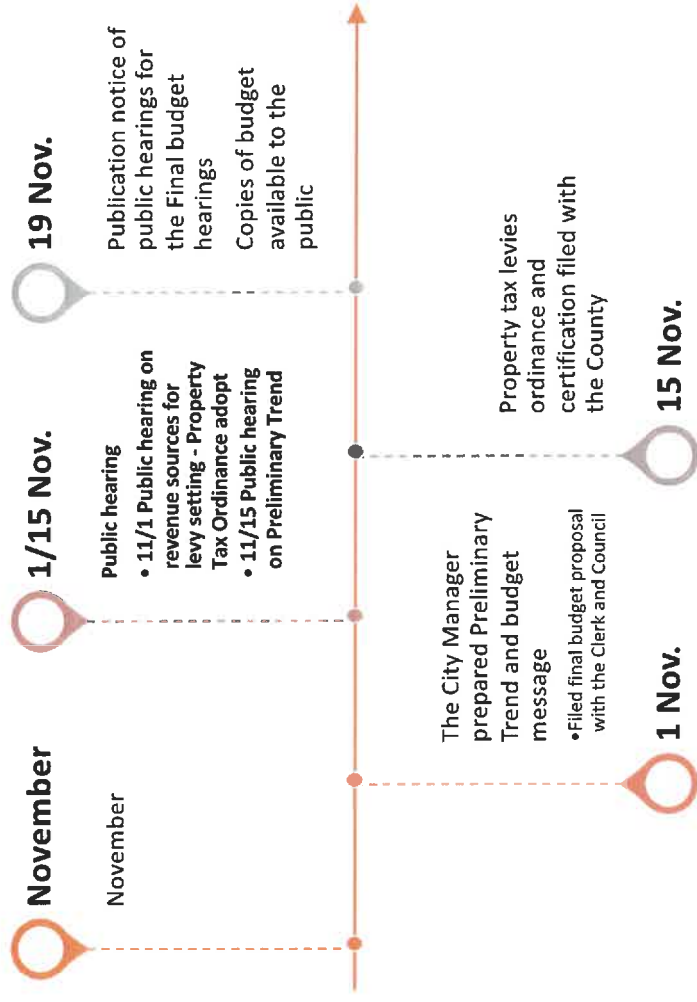 November
November
1 Nov.
The City Manager
prepared Preliminary
Trend and budget
message
•Filed final budget proposal
with the Clerk and Council
1/15 Nov.
Public hearing
• 11/1 Public hearing on
revenue sources for
levy setting - Property
Tax Ordinance adopt
• 11/15 Public hearing
on Preliminary Trend
15 Nov.
Property tax levies
ordinance and
certification filed with
the County
19 Nov.
Publication notice of
public hearings for
the Final budget
hearings
Copies of budget
available to the
public